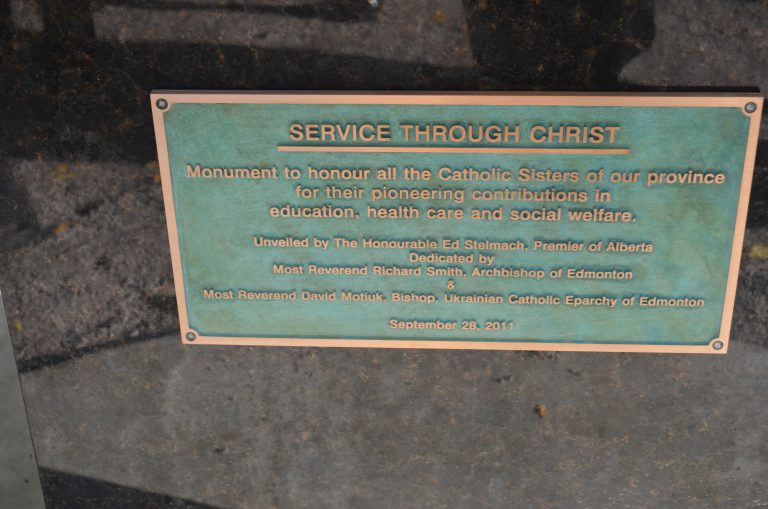 SERVICE THROUGH CHRIST
Monument to honour all the Catholic Sisters of our province
for their pioneering contributions in
education, health care and social welfare.
Unveiled by The Honourable Ed Stelmach, Premier of Alberta
Dedicated by
Most Reverend Richard Smith, Archbishop of Edmonton
&
Most Reverend David Motiuk, Bishop, Ukrainian Catholic Eparchy of Edmonton
September 28, 2011